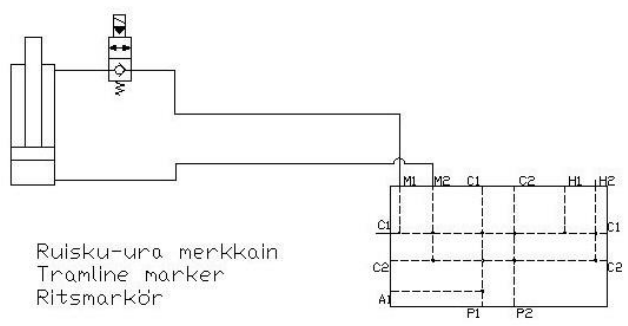 M1 M2 C1 C2 H1 H2
C1 C1
C2 C2
A1
P1 P2
Ruisku-ura merkkain
Tramline marker
Ritsmarkör